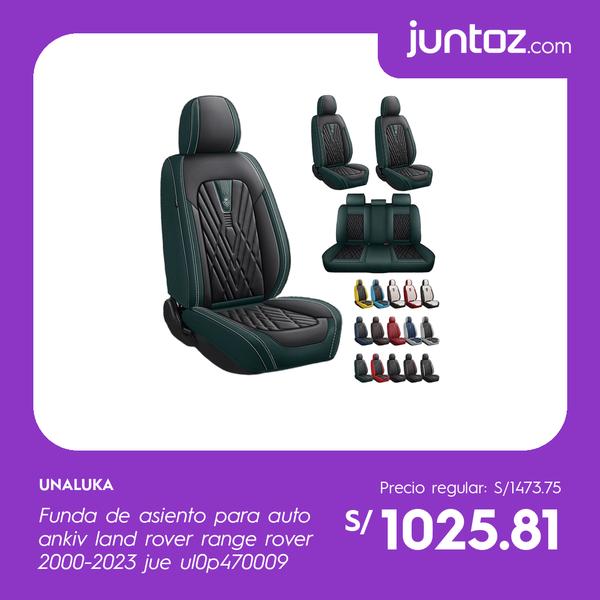 juntoz.com
UNALUKA
Funda de asiento para auto
ankiv land rover range rover
2000-2023 jue ul0p470009
Precio regular: S/1473.75
S/1025.81